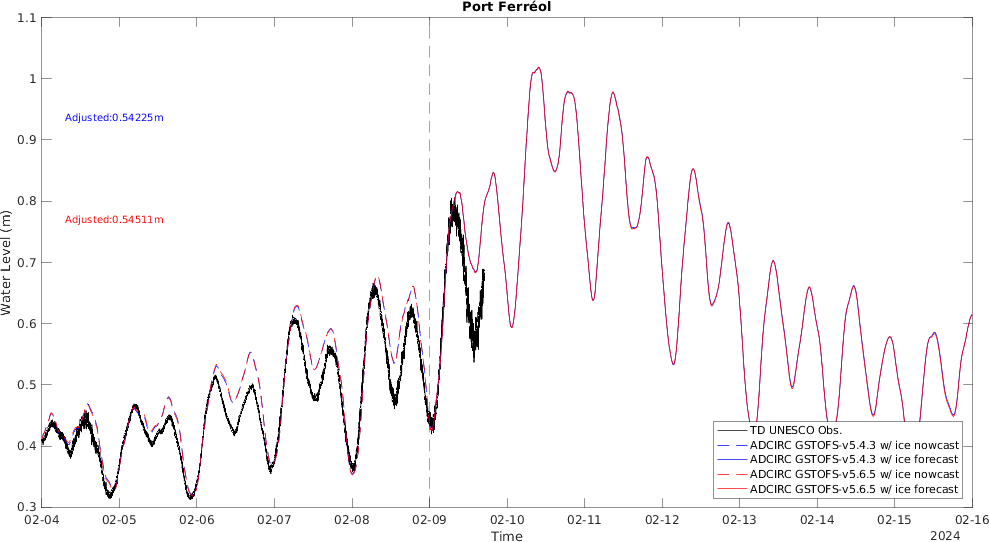 Port Ferréol
1.1
1
0.9
0.8
0.7
0.6
0.5
0.4
0.3
Water Level (m)
Adjusted:0.54225m
Adjusted:0.54511m
TD UNESCO Obs.
ADCIRC GSTOFS-v5.4.3 w/ ice nowcast
ADCIRC GSTOFS-v5.4.3 w/ ice forecast
ADCIRC GSTOFS-v5.6.5 w/ ice nowcast
ADCIRC GSTOFS-v5.6.5 w/ ice forecast
02-04 02-05 02-06 02-07 02-08 02-09 02-10 02-11 02-12 02-13 02-14 02-15 02-16
Time
2024